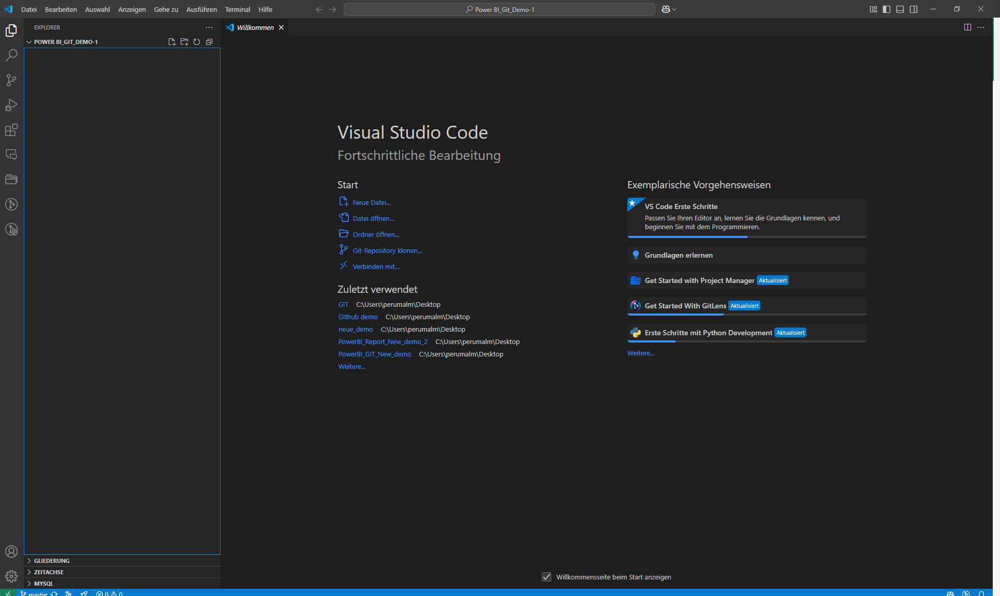 Datei Bearbeiten Auswahl Anzeigen Gehe zu Ausführen Terminal Hilfe
Power BI_Git_Demo-1
EXPLORER
Willkommen
POWER BI_GIT_DEMO-1
Visual Studio Code
Fortschrittliche Bearbeitung
Start
Neue Datei...
Datei öffnen...
Ordner öffnen...
Git-Repository klonen...
Verbinden mit...
Zuletzt verwendet
GIT C:\Users\perumalm\Desktop
GIthub demo C:\Users\perumalm\Desktop
neue_demo C:\Users\perumalm\Desktop
PowerBI_Report_New_demo_2 C:\Users\perumalm\Desktop
PowerBI_GIT_New_demo C:\Users\perumalm\Desktop
Weitere...
Exemplarische Vorgehensweisen
VS Code Erste Schritte
Passen Sie Ihren Editor an, lernen Sie die Grundlagen kennen, und
beginnen Sie mit dem Programmieren.
Grundlagen erlernen
Get Started with Project Manager Aktualisiert
Get Started With GitLens Aktualisiert
Erste Schritte mit Python Development Aktualisiert
Weitere...
GLIEDERUNG
ZEITACHSE
MYSQL
Willkommensseite beim Start anzeigen
master 0 0